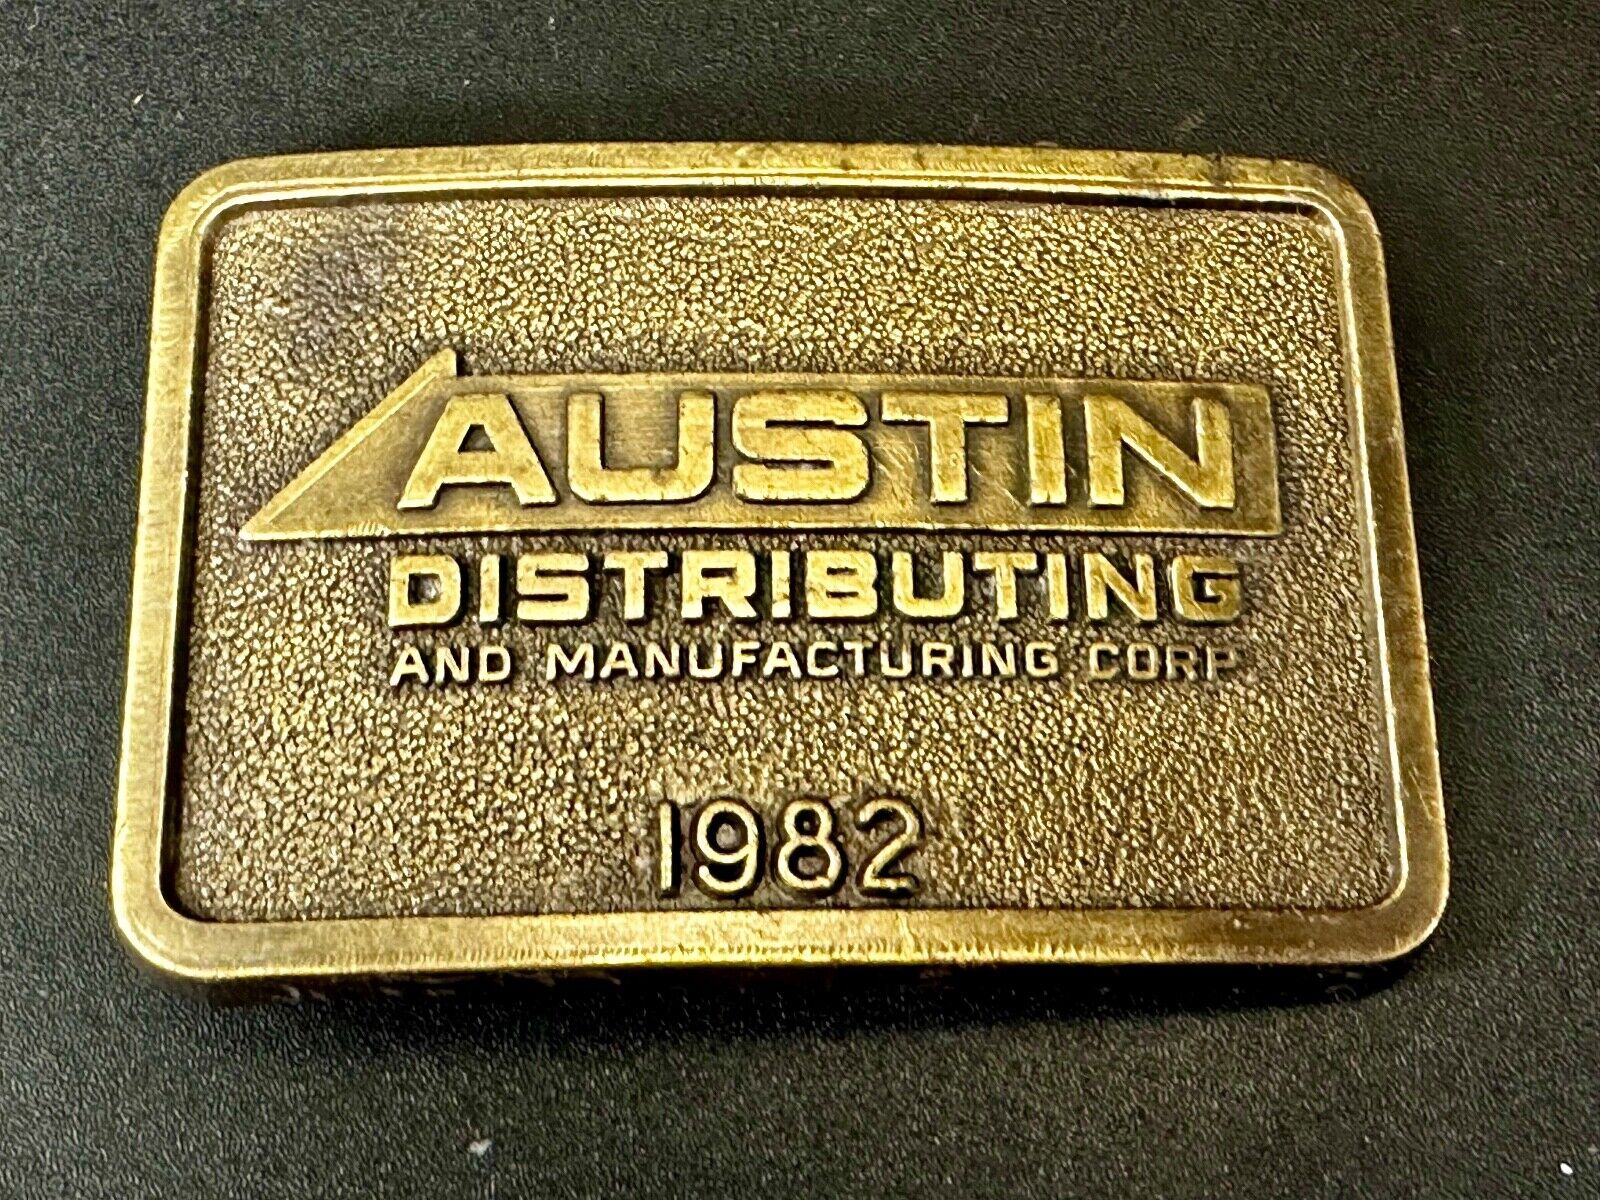 AUSTIN
DISTRIBUTING
AND MANUFACTURING CORP
1982